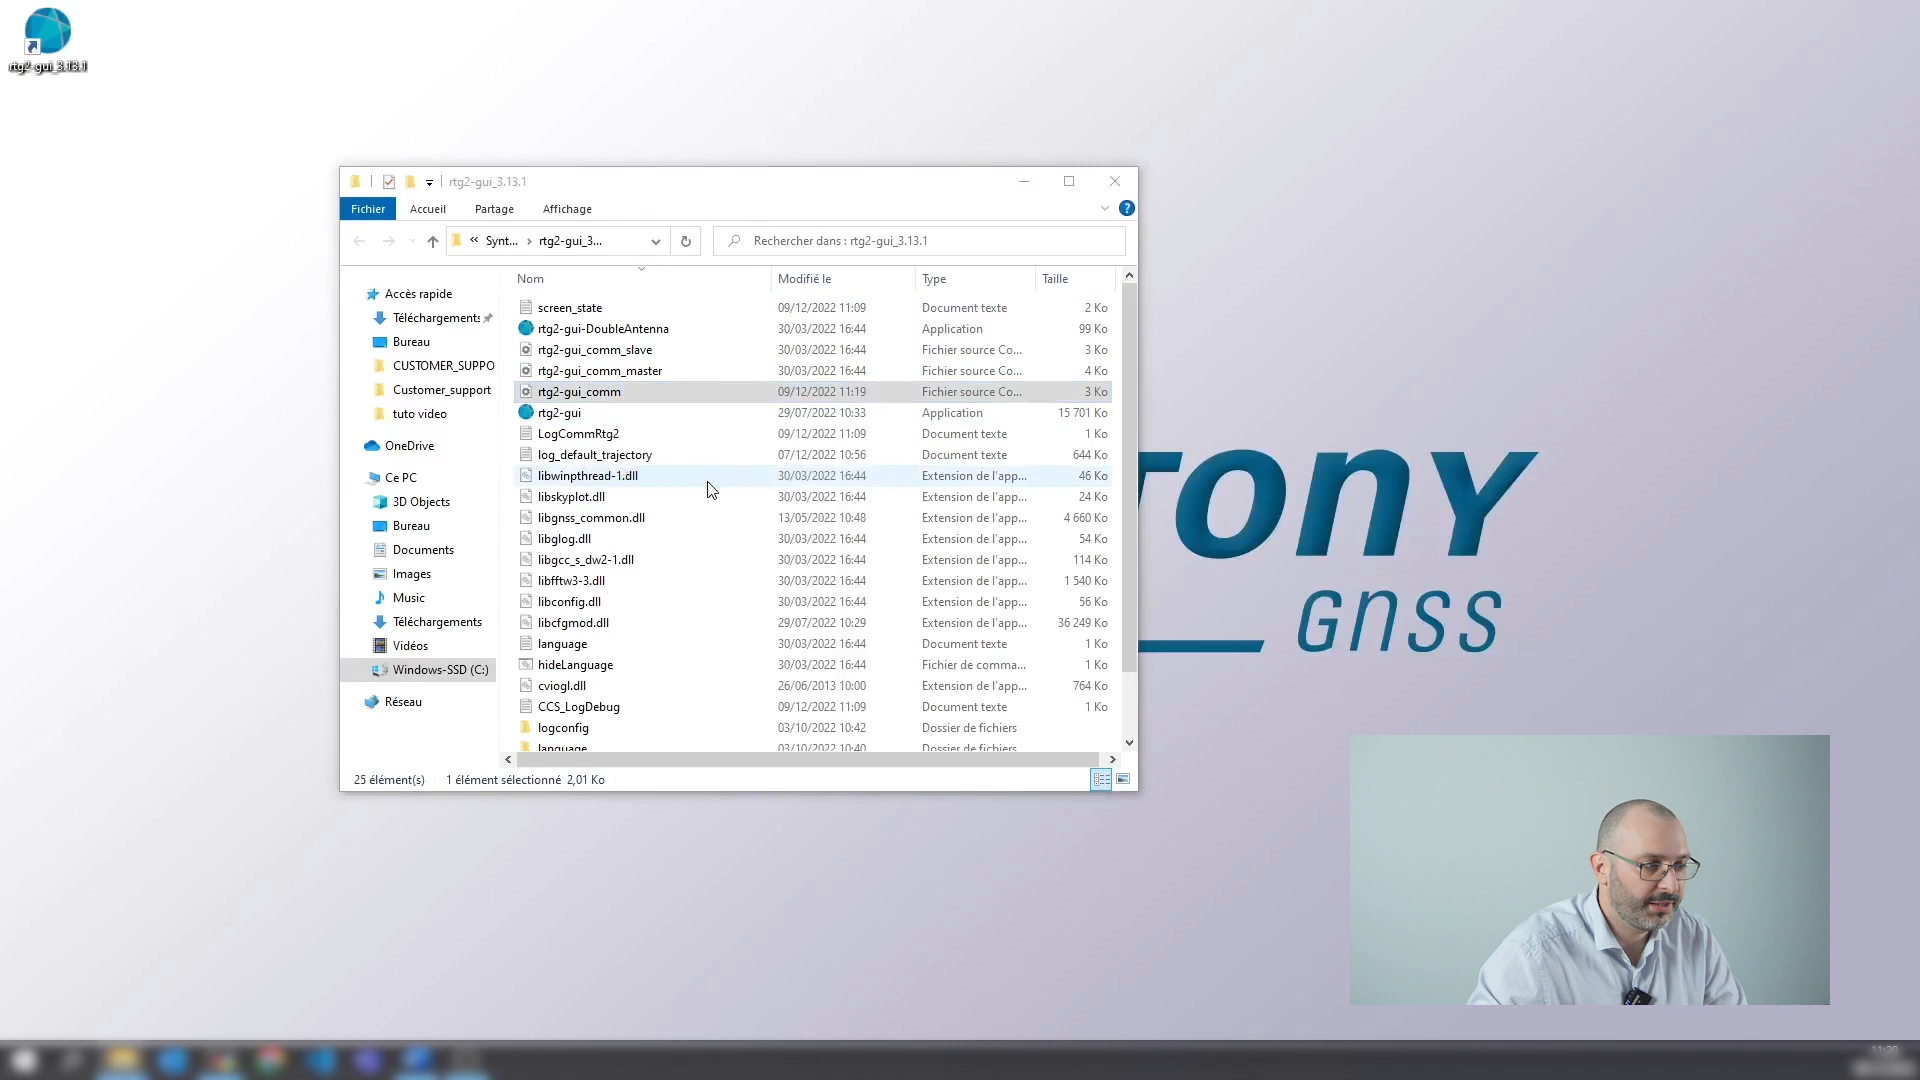 rtg2-gui_3.13.1
rtg2-gui_3.13.1
Fichier Accueil Partage Affichage
« Synt... › rtg2-gui_3... Rechercher dans : rtg2-gui_3.13.1
Nom Modifié le Type Taille
Accès rapide
Téléchargements
Bureau
CUSTOMER_SUPPO
Customer_support
tuto video
OneDrive
Ce PC
3D Objects
Bureau
Documents
Images
Music
Téléchargements
Vidéos
Windows-SSD (C:)
Réseau
screen_state 09/12/2022 11:09 Document texte 2 Ko
rtg2-gui-DoubleAntenna 30/03/2022 16:44 Application 99 Ko
rtg2-gui_comm_slave 30/03/2022 16:44 Fichier source Co... 3 Ko
rtg2-gui_comm_master 30/03/2022 16:44 Fichier source Co... 4 Ko
rtg2-gui_comm 09/12/2022 11:19 Fichier source Co... 3 Ko
rtg2-gui 29/07/2022 10:33 Application 15 701 Ko
LogCommRtg2 09/12/2022 11:09 Document texte 1 Ko
log_default_trajectory 07/12/2022 10:56 Document texte 644 Ko
libwinpthread-1.dll 30/03/2022 16:44 Extension de l'app... 46 Ko
libskyplot.dll 30/03/2022 16:44 Extension de l'app... 24 Ko
libgnss_common.dll 13/05/2022 10:48 Extension de l'app... 4 660 Ko
libglog.dll 30/03/2022 16:44 Extension de l'app... 54 Ko
libgcc_s_dw2-1.dll 30/03/2022 16:44 Extension de l'app... 114 Ko
libfftw3-3.dll 30/03/2022 16:44 Extension de l'app... 1 540 Ko
libconfig.dll 30/03/2022 16:44 Extension de l'app... 56 Ko
libcfgmod.dll 29/07/2022 10:29 Extension de l'app... 36 249 Ko
language 30/03/2022 16:44 Document texte 1 Ko
hideLanguage 30/03/2022 16:44 Fichier de comma... 1 Ko
cviogl.dll 26/06/2013 10:00 Extension de l'app... 764 Ko
CCS_LogDebug 09/12/2022 11:09 Document texte 1 Ko
logconfig 03/10/2022 10:42 Dossier de fichiers
language 03/10/2022 10:40 Dossier de fichiers
25 élément(s) 1 élément sélectionné 2,01 Ko
TONY
GNSS